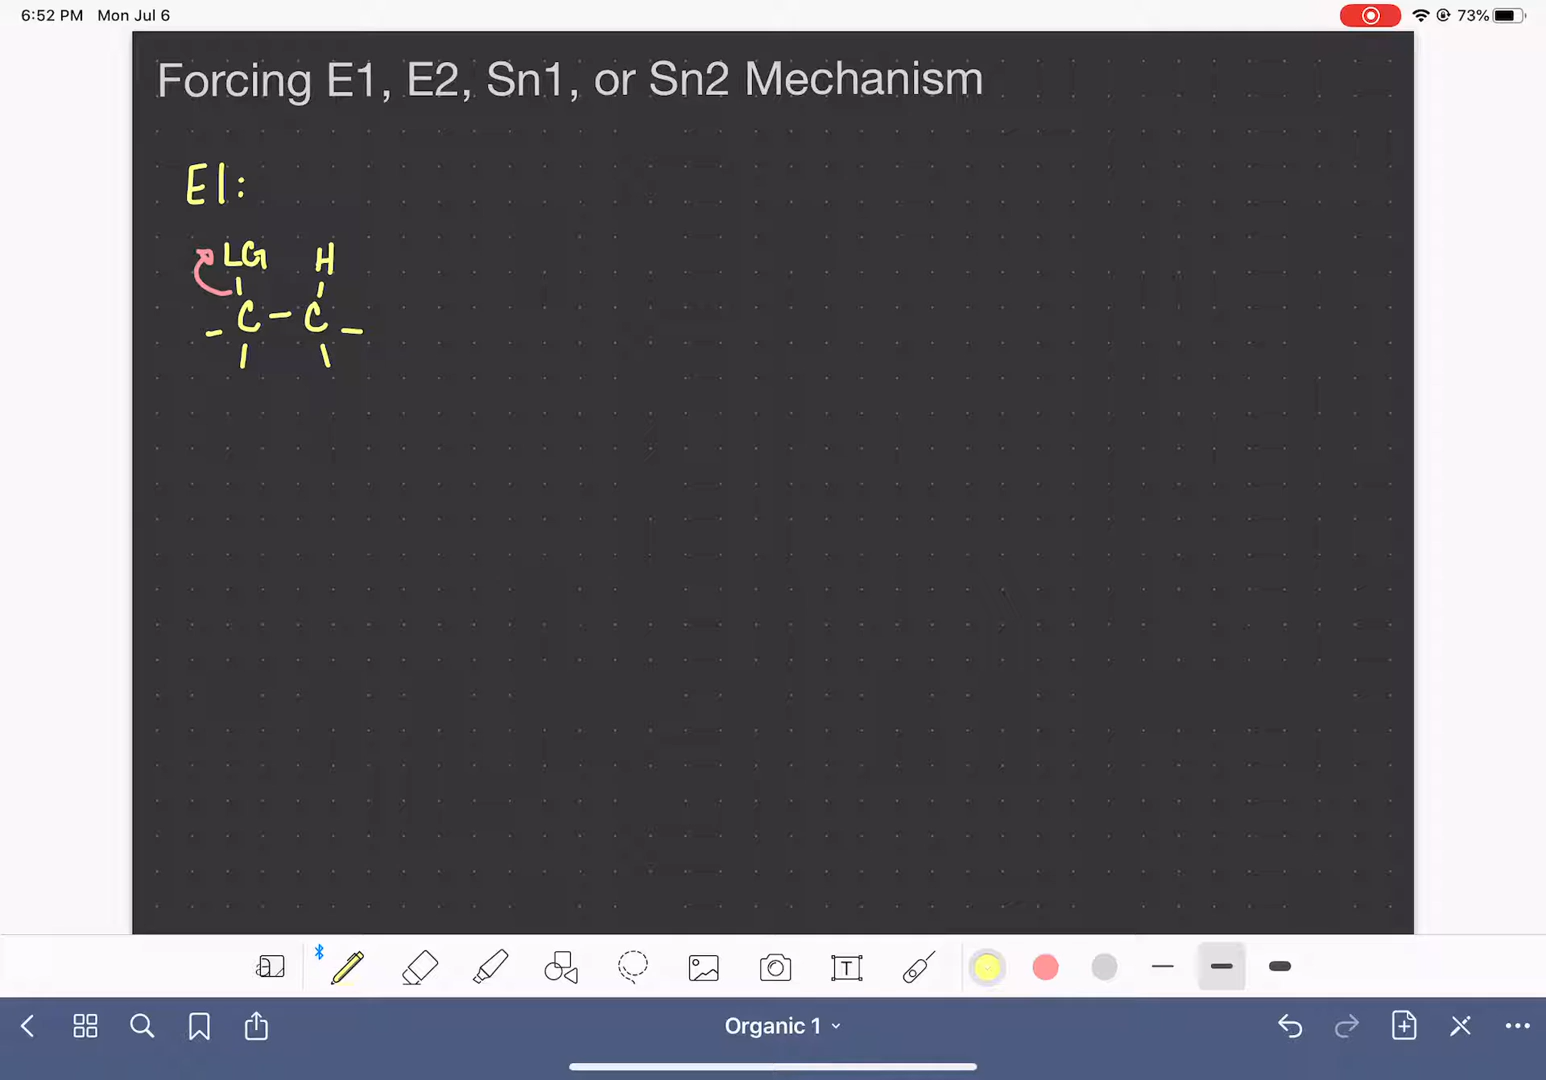 6:52 PM Mon Jul 6
73%
Forcing E1, E2, Sn1, or Sn2 Mechanism
E1:
LG H
C - C
T
Organic 1